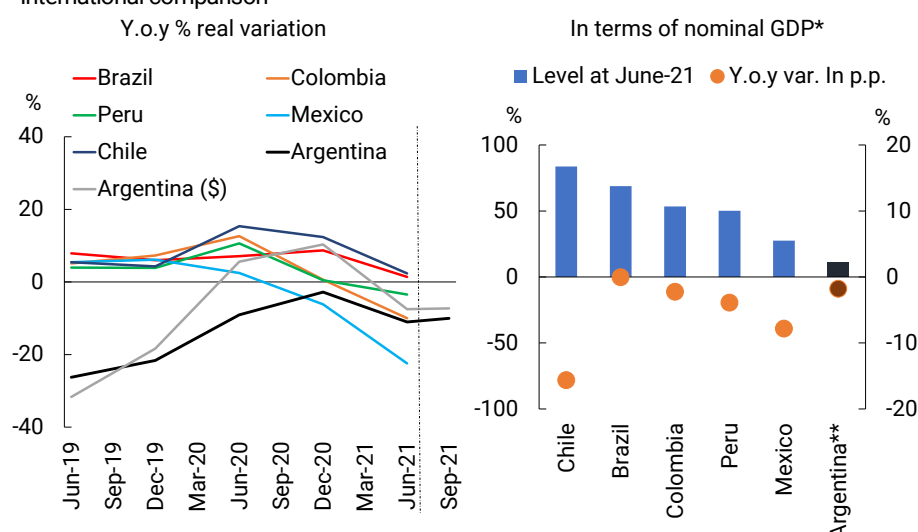 International comparison
Y.o.y % real variation
Brazil
Colombia
Peru
Mexico
Chile
Argentina
Argentina ($)
%
40
20
0
-20
-40
Jun-19
Sep-19
Dec-19
Mar-20
Jun-20
Sep-20
Dec-20
Mar-21
Jun-21
Sep-21
In terms of nominal GDP*
Level at June-21
Y.o.y var. In p.p.
%
%
100
50
0
-50
-100
20
10
0
-10
-20
Chile
Brazil
Colombia
Peru
Mexico
Argentina**